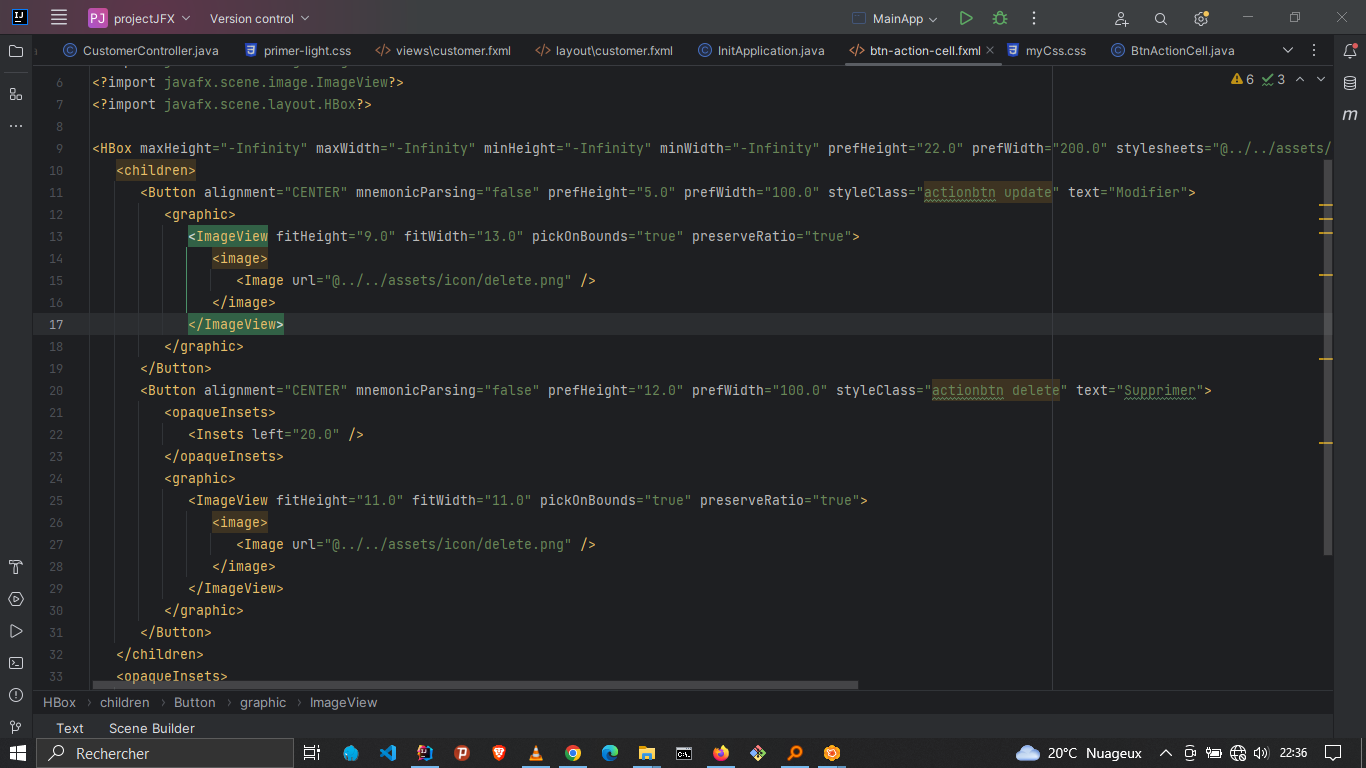 PJ projectJFX Version control MainApp
CustomerController.java primer-light.css views\customer.fxml layout\customer.fxml InitApplication.java btn-action-cell.fxml myCss.css BtnActionCell.java
6 <?import javafx.scene.image.ImageView?>
6 3
7 <?import javafx.scene.layout.HBox?>
8
9 <HBox maxHeight="-Infinity" maxWidth="-Infinity" minHeight="-Infinity" minWidth="-Infinity" prefHeight="22.0" prefWidth="200.0" stylesheets="@../../assets/
10 <children>
11 <Button alignment="CENTER" mnemonicParsing="false" prefHeight="5.0" prefWidth="100.0" styleClass="actionbtn update" text="Modifier">
12 <graphic>
13 <ImageView fitHeight="9.0" fitWidth="13.0" pickOnBounds="true" preserveRatio="true">
14 <image>
15 <Image url="@../../assets/icon/delete.png" />
16 </image>
17 </ImageView>
18 </graphic>
19 </Button>
20 <Button alignment="CENTER" mnemonicParsing="false" prefHeight="12.0" prefWidth="100.0" styleClass="actionbtn delete" text="Supprimer">
21 <opaqueInsets>
22 <Insets left="20.0" />
23 </opaqueInsets>
24 <graphic>
25 <ImageView fitHeight="11.0" fitWidth="11.0" pickOnBounds="true" preserveRatio="true">
26 <image>
27 <Image url="@../../assets/icon/delete.png" />
28 </image>
29 </ImageView>
30 </graphic>
31 </Button>
32 </children>
33 <opaqueInsets>
HBox › children › Button › graphic › ImageView
Text Scene Builder
Rechercher 20°C Nuageux 22:36